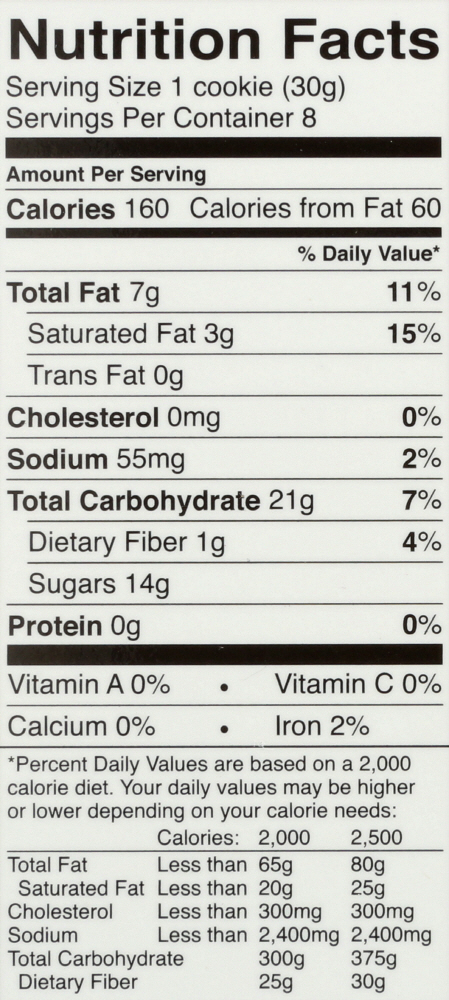 Nutrition Facts
Serving Size 1 cookie (30g)
Servings Per Container 8
Amount Per Serving
Calories 160 Calories from Fat 60
% Daily Value*
Total Fat 7g 11%
Saturated Fat 3g 15%
Trans Fat 0g
Cholesterol 0mg 0%
Sodium 55mg 2%
Total Carbohydrate 21g 7%
Dietary Fiber 1g 4%
Sugars 14g
Protein 0g 0%
Vitamin A 0% • Vitamin C 0%
Calcium 0% • Iron 2%
*Percent Daily Values are based on a 2,000
calorie diet. Your daily values may be higher
or lower depending on your calorie needs:
Calories: 2,000 2,500
Total Fat Less than 65g 80g
Saturated Fat Less than 20g 25g
Cholesterol Less than 300mg 300mg
Sodium Less than 2,400mg 2,400mg
Total Carbohydrate 300g 375g
Dietary Fiber 25g 30g